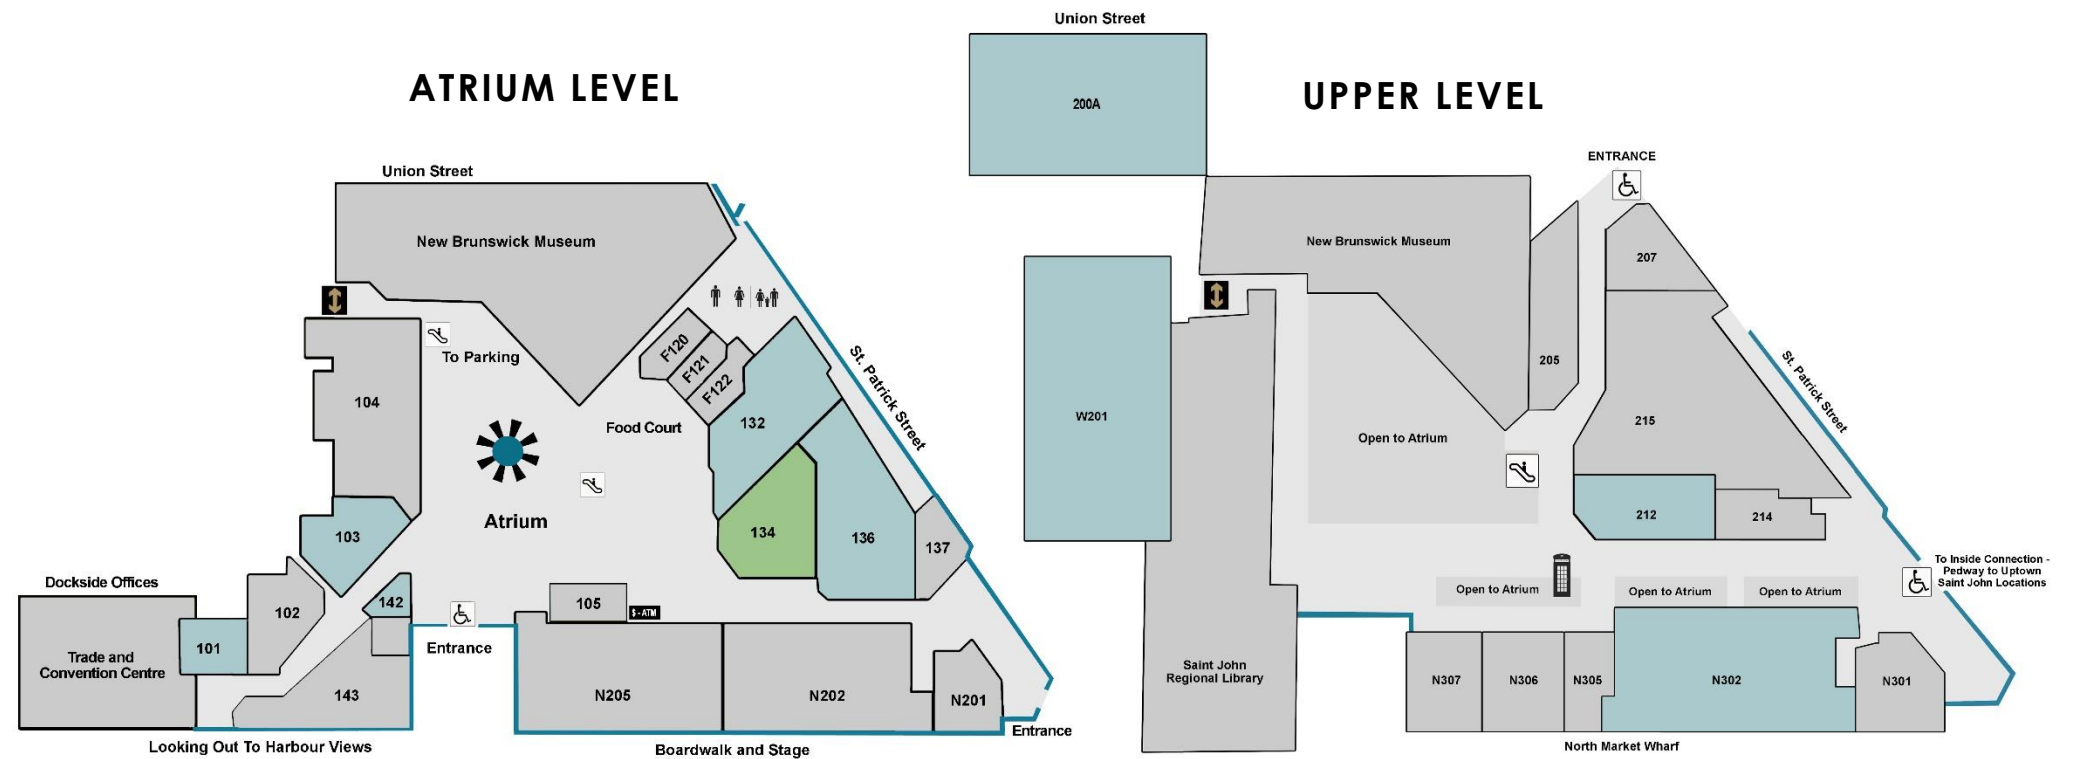 ATRIUM LEVEL
Union Street
New Brunswick Museum
To Parking
104
F120
F121
F122
Food Court
132
St. Patrick Street
Atrium
134
136
137
103
142
102
Dockside Offices
101
Trade and
Convention Centre
143
Entrance
105
$ - ATM
N205
N202
N201
Entrance
Looking Out To Harbour Views
Boardwalk and Stage
UPPER LEVEL
Union Street
200A
ENTRANCE
New Brunswick Museum
207
205
W201
Open to Atrium
215
St. Patrick Street
212
214
To Inside Connection -
Pedway to Uptown
Saint John Locations
Open to Atrium
Open to Atrium
Open to Atrium
Saint John
Regional Library
N307
N306
N305
N302
N301
North Market Wharf